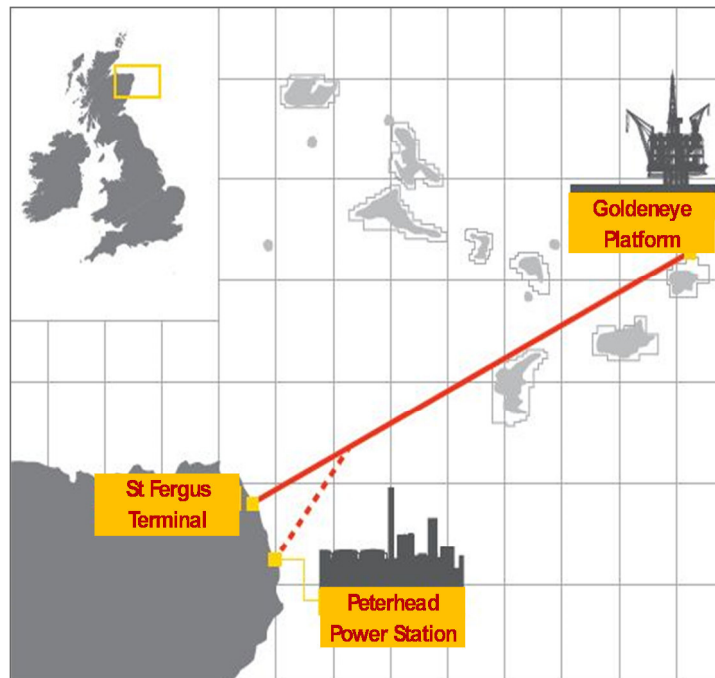 Goldeneye
Platform
St Fergus
Terminal
Peterhead
Power Station